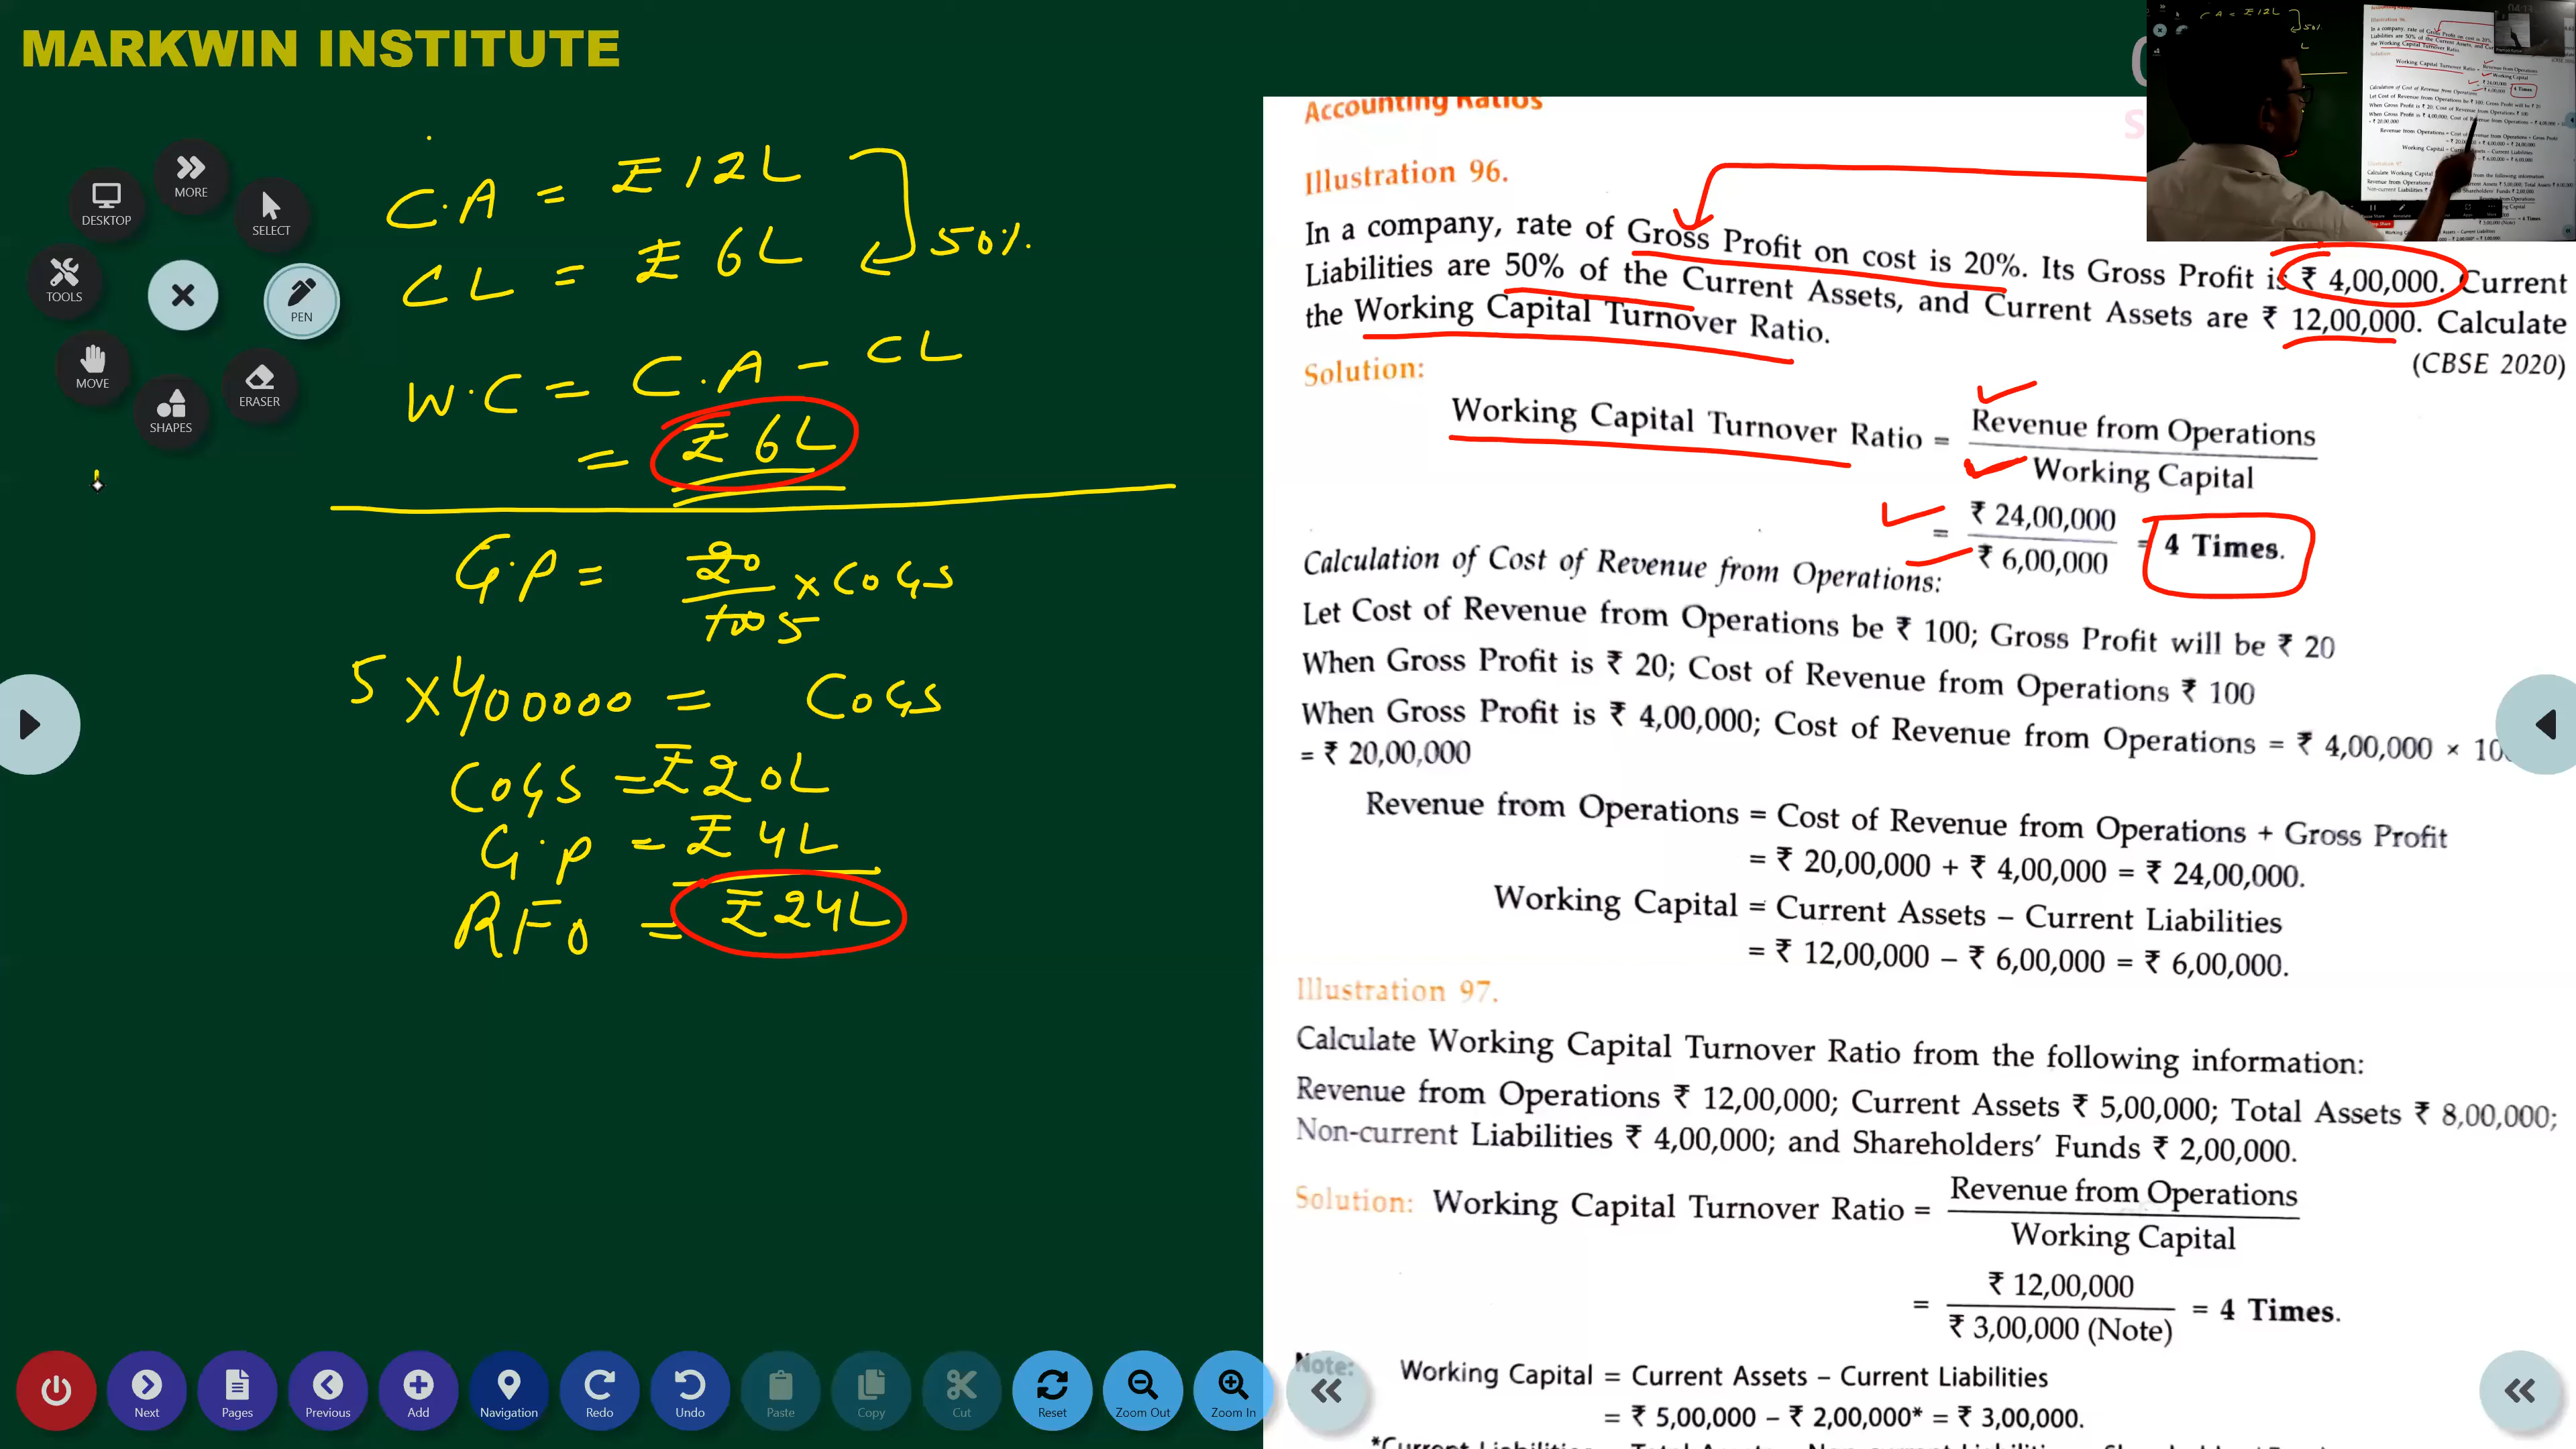 MARKWIN INSTITUTE
MORE
DESKTOP
SELECT
TOOLS
PEN
MOVE
ERASER
SHAPES
C.A = ₹12L
CL = ₹ 6L
50%.
W.C = C.A - CL
= ₹ 6L
G.P = 20/100 5 × COGS
5 × 400000 = COGS
COGS = ₹20L
G.P = ₹ 4L
RFO = ₹24L
Accounting Ratios
Illustration 96.
In a company, rate of Gross Profit on cost is 20%. Its Gross Profit is ₹ 4,00,000. Current
Liabilities are 50% of the Current Assets, and Current Assets are ₹ 12,00,000. Calculate
the Working Capital Turnover Ratio.
(CBSE 2020)
Solution:
Working Capital Turnover Ratio = Revenue from Operations
Working Capital
= ₹ 24,00,000
₹ 6,00,000
= 4 Times.
Calculation of Cost of Revenue from Operations:
Let Cost of Revenue from Operations be ₹ 100; Gross Profit will be ₹ 20
When Gross Profit is ₹ 20; Cost of Revenue from Operations ₹ 100
When Gross Profit is ₹ 4,00,000; Cost of Revenue from Operations = ₹ 4,00,000 ×
= ₹ 20,00,000
Revenue from Operations = Cost of Revenue from Operations + Gross Profit
= ₹ 20,00,000 + ₹ 4,00,000 = ₹ 24,00,000.
Working Capital = Current Assets – Current Liabilities
= ₹ 12,00,000 – ₹ 6,00,000 = ₹ 6,00,000.
Illustration 97.
Calculate Working Capital Turnover Ratio from the following information:
Revenue from Operations ₹ 12,00,000; Current Assets ₹ 5,00,000; Total Assets ₹ 8,00,000;
Non-current Liabilities ₹ 4,00,000; and Shareholders' Funds ₹ 2,00,000.
Solution: Working Capital Turnover Ratio = Revenue from Operations
Working Capital
= ₹ 12,00,000
₹ 3,00,000 (Note)
= 4 Times.
Note: Working Capital = Current Assets – Current Liabilities
= ₹ 5,00,000 – ₹ 2,00,000* = ₹ 3,00,000.
Next
Pages
Previous
Add
Navigation
Redo
Undo
Paste
Copy
Cut
Reset
Zoom Out
Zoom In